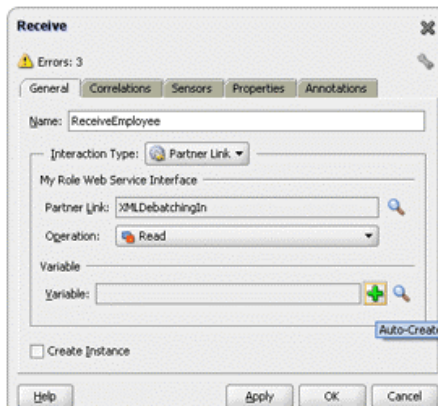 Receive
Errors: 3
General Correlations Sensors Properties Annotations
Name: ReceiveEmployee
Interaction Type: Partner Link
My Role Web Service Interface
Partner Link: XMLDebatchingIn
Operation: Read
Variable
Variable:
Auto-Create
Create Instance
Help Apply OK Cancel